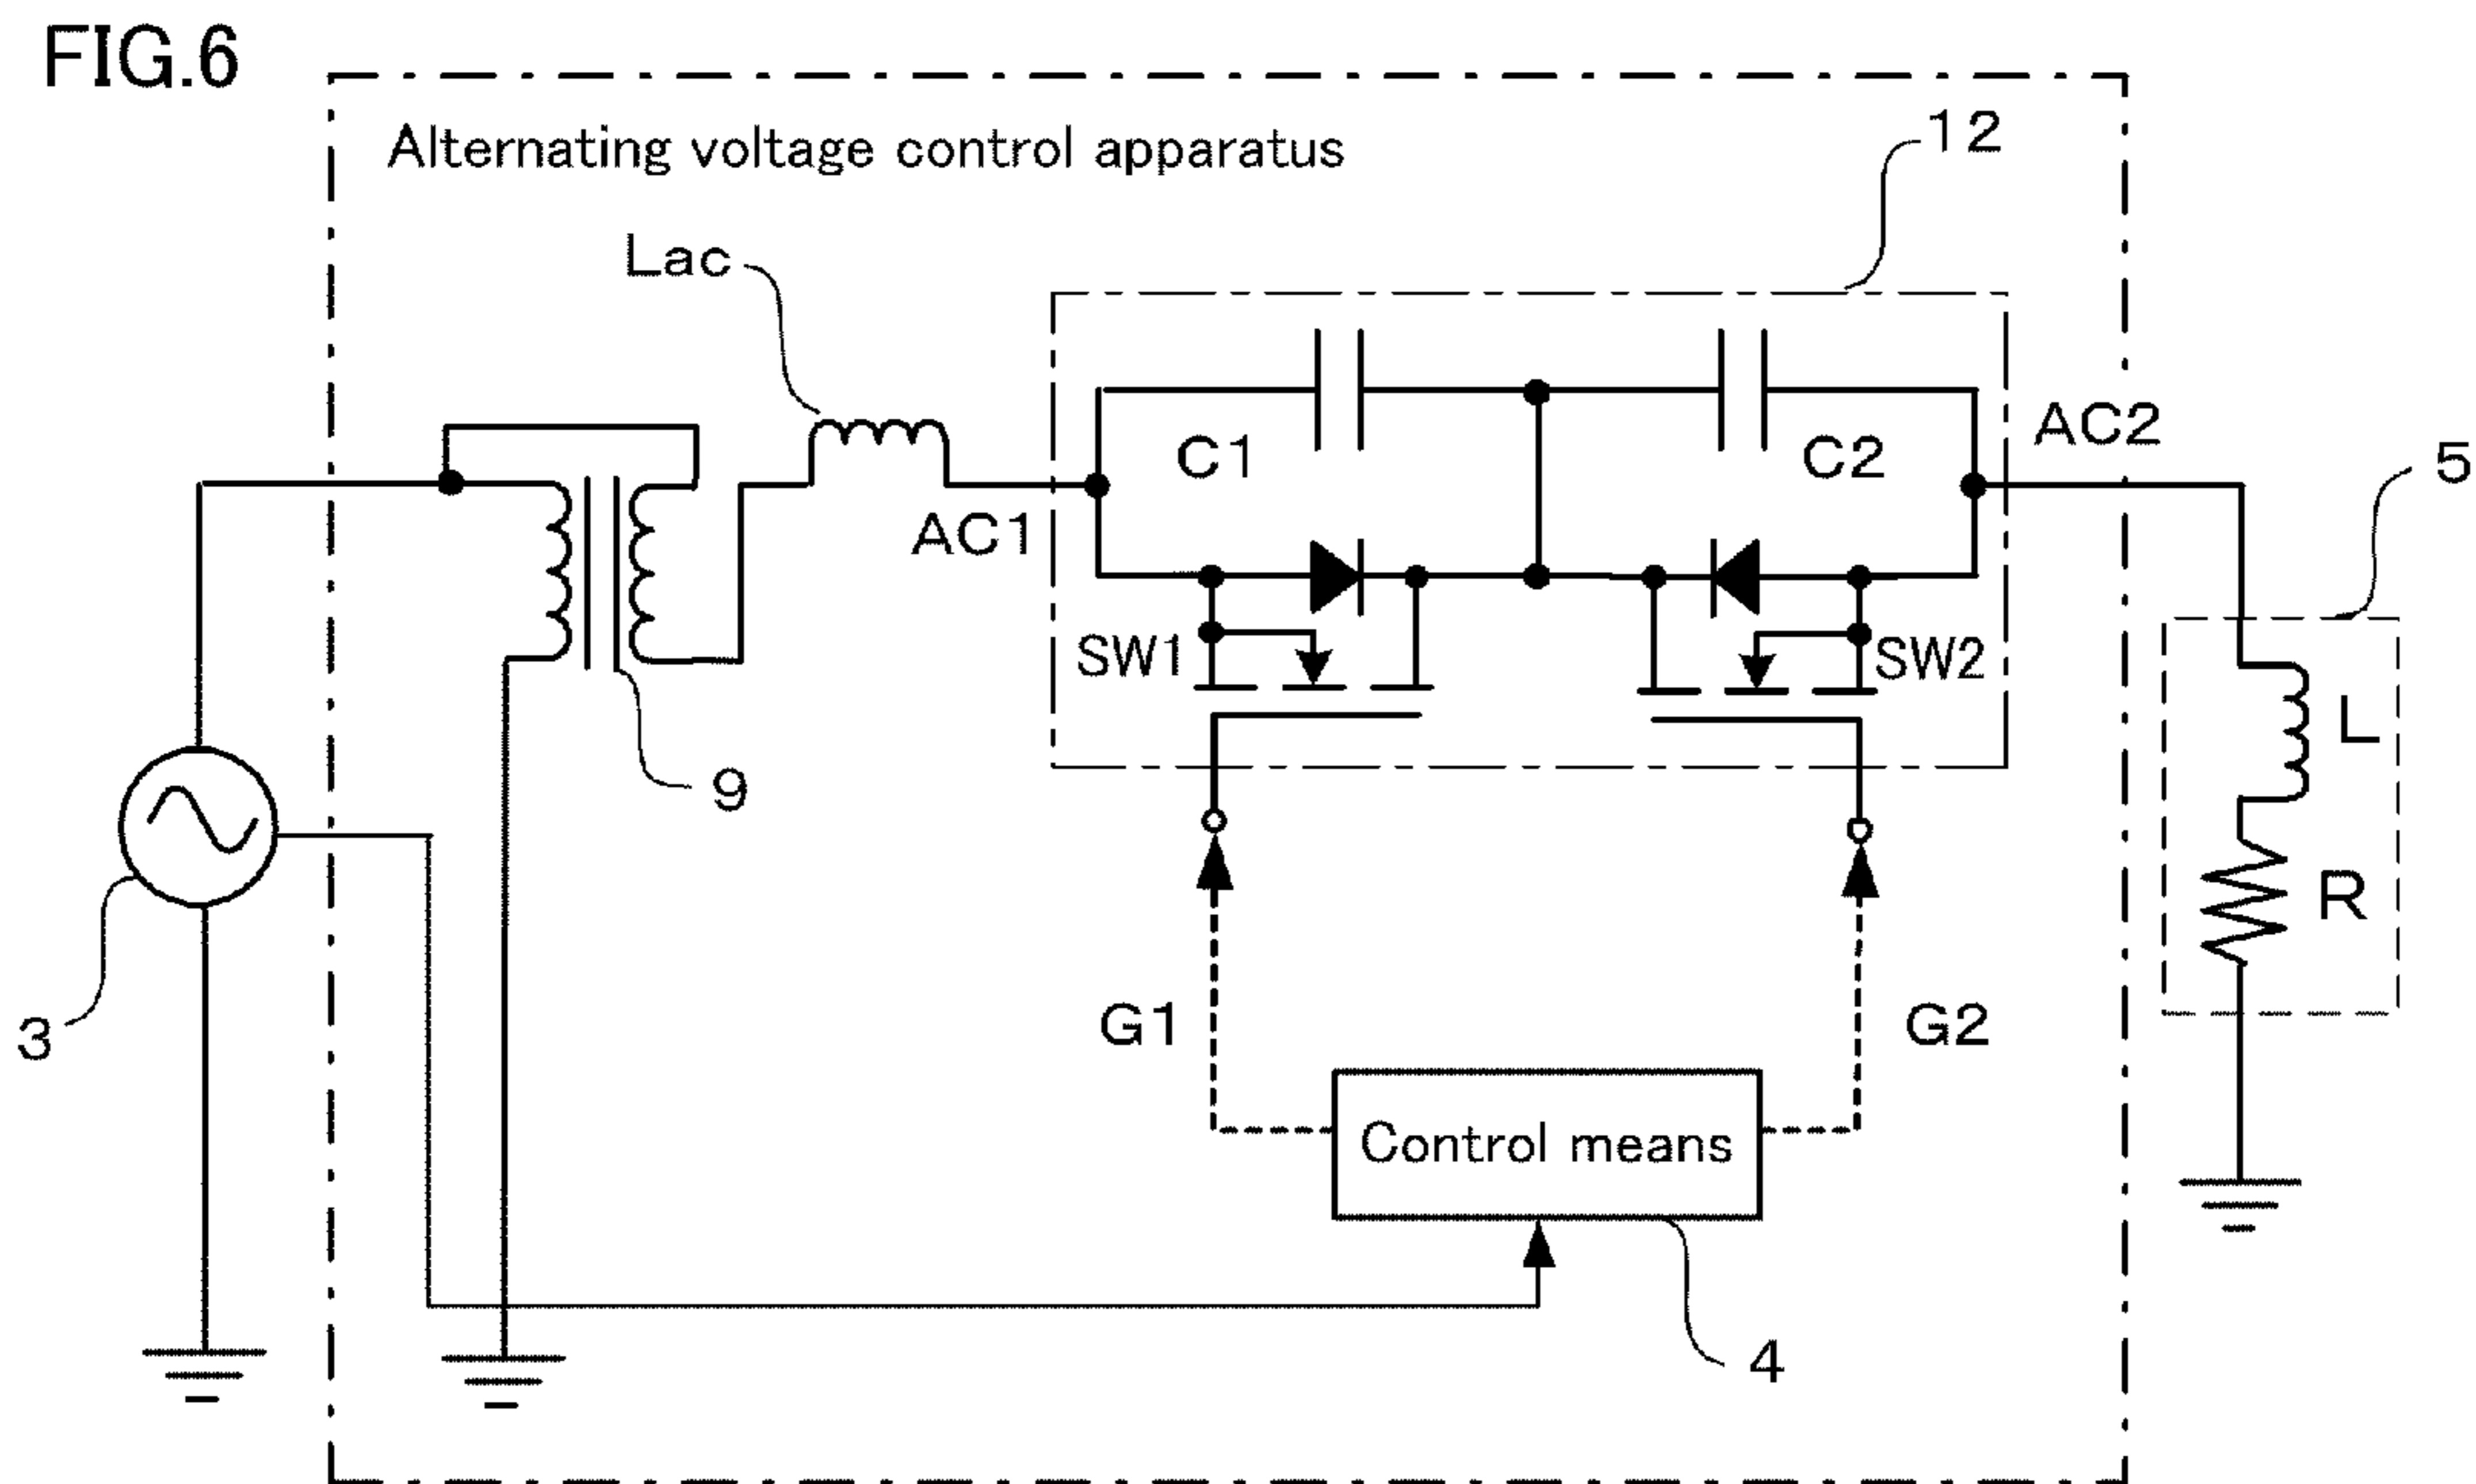 FIG.6
Alternating voltage control apparatus
12
Lac
AC2
C1
C2
5
AC1
SW1
SW2
L
9
R
G1
G2
3
Control means
4